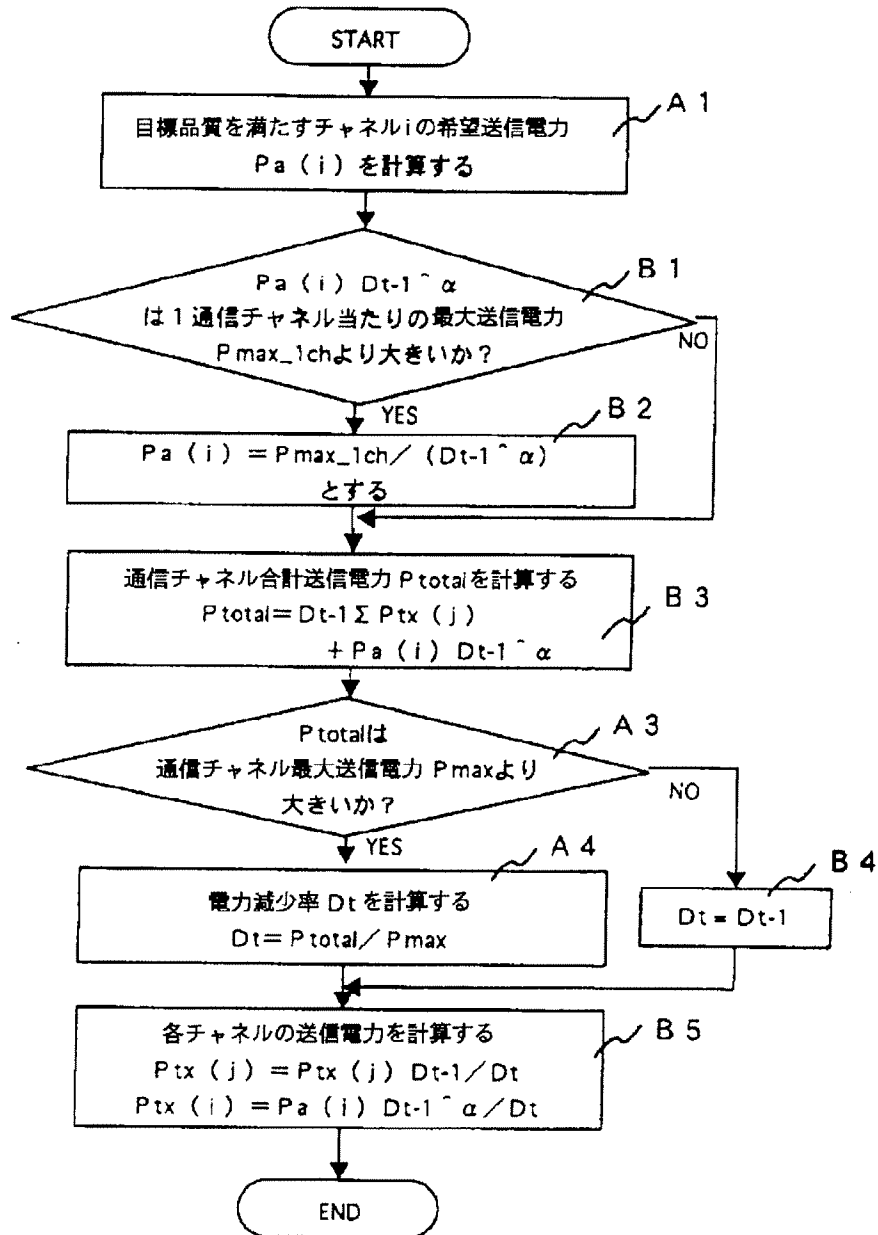 START
A 1
目標品質を満たすチャネルiの希望送信電力
Pa (i) を計算する
B 1
Pa (i) Dt-1^α
は1通信チャネル当たりの最大送信電力
Pmax_1chより大きいか？
NO
YES
B 2
Pa (i) = Pmax_1ch／ (Dt-1^α)
とする
通信チャネル合計送信電力Ptotalを計算する
Ptotal=Dt-1Σ Ptx (j)
+Pa (i) Dt-1^α
B 3
Ptotalは
通信チャネル最大送信電力Pmaxより
大きいか？
A 3
NO
YES
A 4
電力減少率Dtを計算する
Dt=Ptotal／Pmax
B 4
Dt = Dt-1
各チャネルの送信電力を計算する
Ptx (j) =Ptx (j) Dt-1／Dt
Ptx (i) =Pa (i) Dt-1^α／Dt
B 5
END